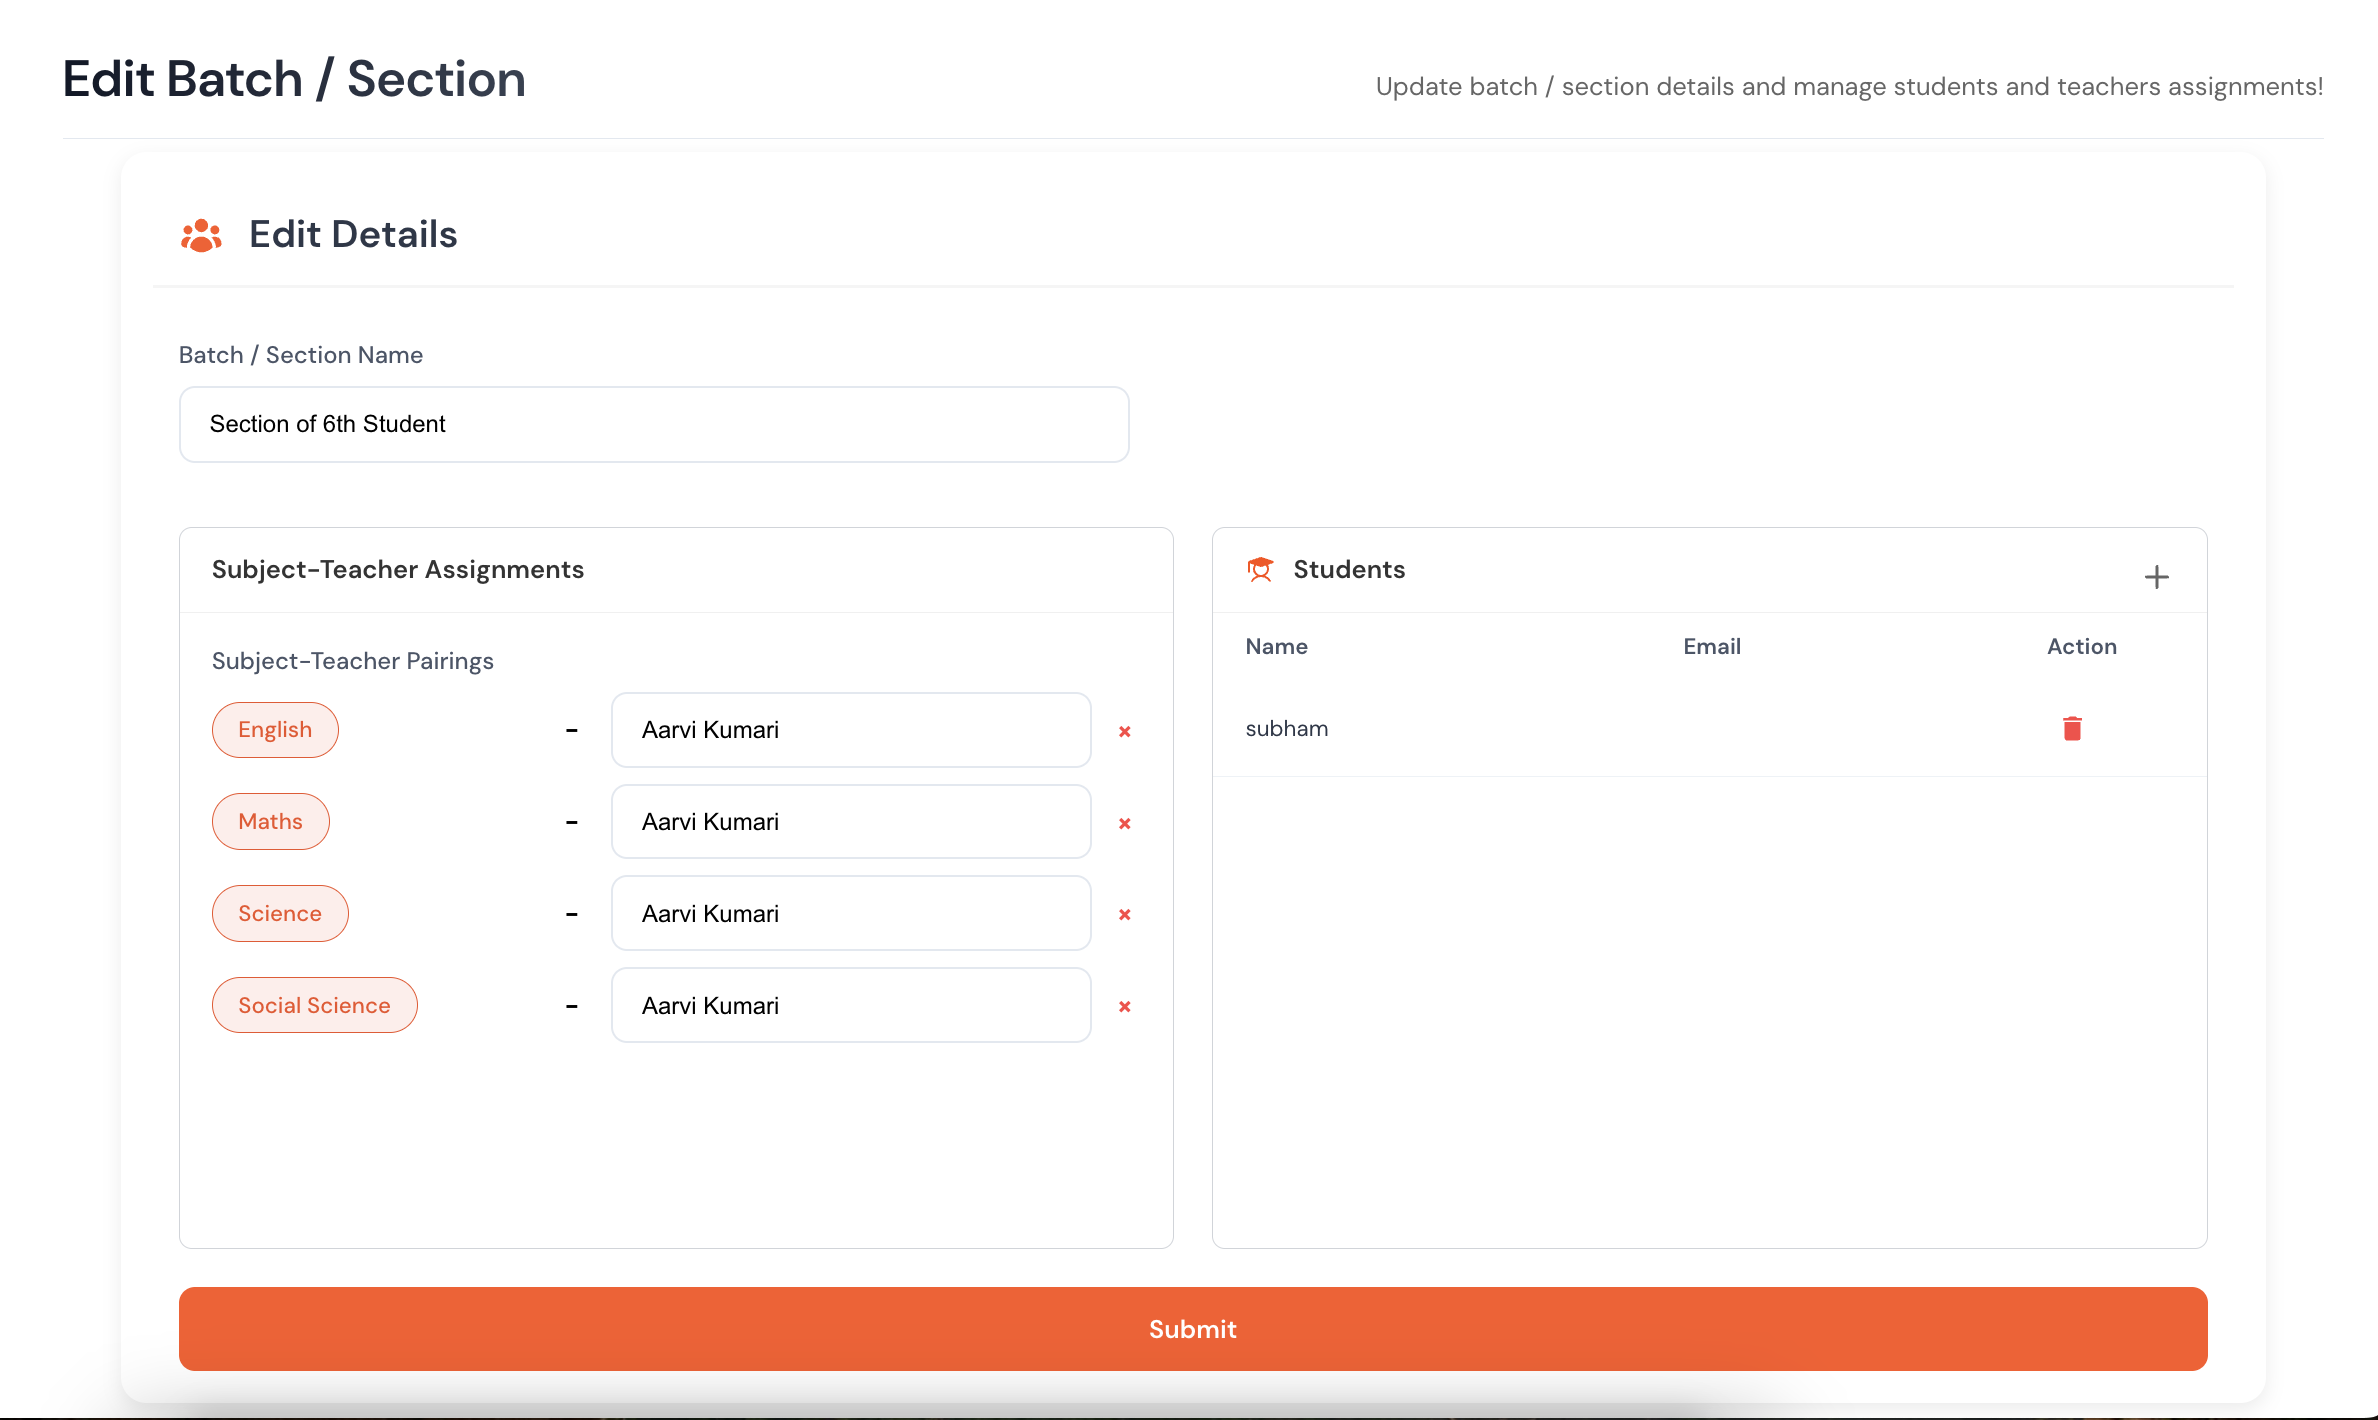 Edit Batch / Section
Update batch / section details and manage students and teachers assignments!
Edit Details
Batch / Section Name
Section of 6th Student
Subject-Teacher Assignments
Subject-Teacher Pairings
English - Aarvi Kumari ×
Maths - Aarvi Kumari ×
Science - Aarvi Kumari ×
Social Science - Aarvi Kumari ×
Students +
Name Email Action
subham
Submit